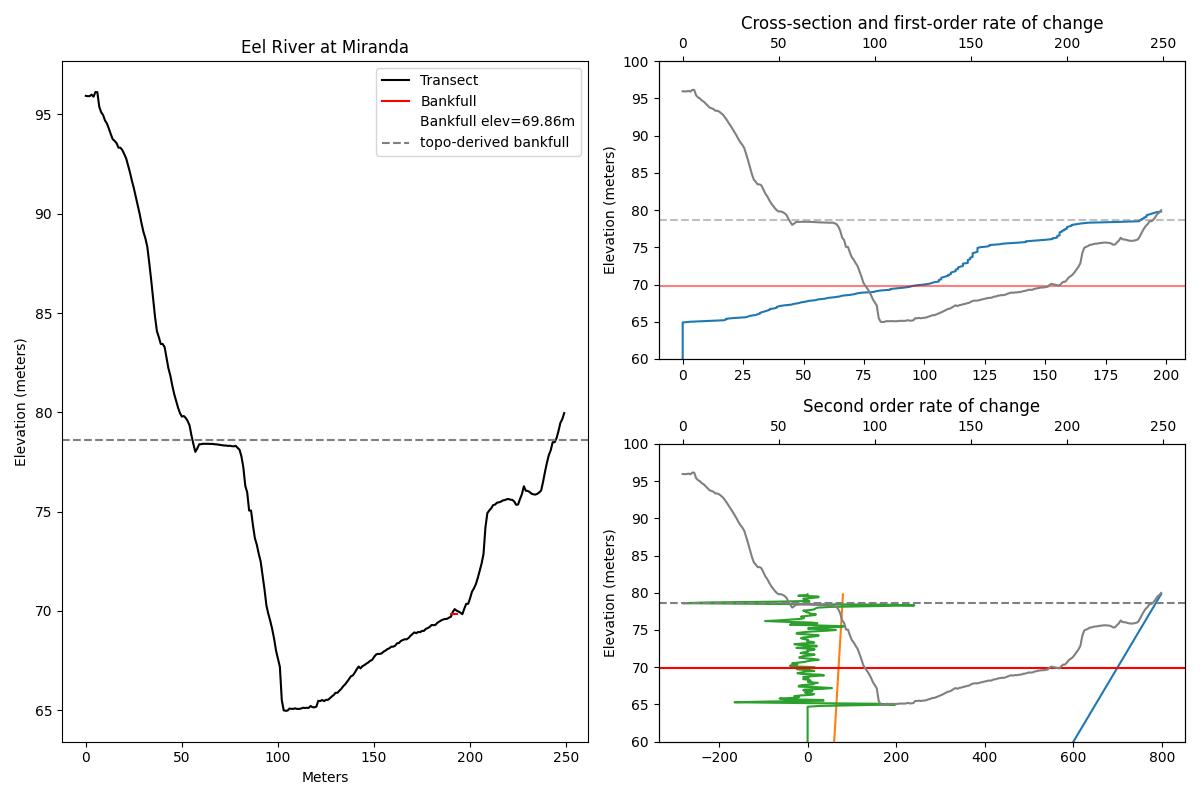 Eel River at Miranda
Transect
Bankfull
Bankfull elev=69.86m
topo-derived bankfull
95
90
85
80
75
70
65
Elevation (meters)
0 50 100 150 200 250
Meters
Cross-section and first-order rate of change
0 50 100 150 200 250
100
95
90
85
80
75
70
65
60
Elevation (meters)
0 25 50 75 100 125 150 175 200
Second order rate of change
0 50 100 150 200 250
100
95
90
85
80
75
70
65
60
Elevation (meters)
−200 0 200 400 600 800